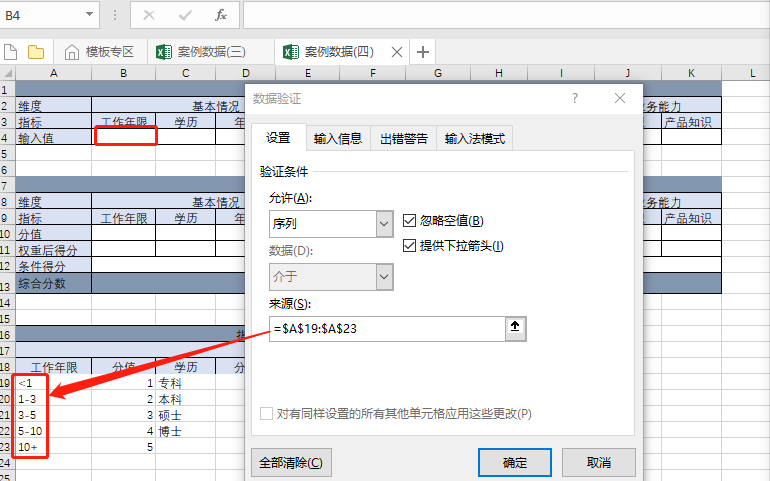 B4
fx
模板专区 案例数据(三) 案例数据(四)
A B C D E F G H I J K L
1
2 维度 基本情况 务能力
3 指标 工作年限 学历 年 产品知识
4 输入值
5
6
7
8 维度 基本情况 务能力
9 指标 工作年限 学历 年 产品知识
10 分值
11 权重后得分
12 条件得分
13 综合分数
14
15
16
17
18 工作年限 分值 学历
19 <1 1 专科
20 1-3 2 本科
21 3-5 3 硕士
22 5-10 4 博士
23 10+ 5
24
数据验证 ?
设置 输入信息 出错警告 输入法模式
验证条件
允许(A):
序列 忽略空值(B)
数据(D): 提供下拉箭头(I)
介于
来源(S):
=$A$19:$A$23
对有同样设置的所有其他单元格应用这些更改(P)
全部清除(C) 确定 取消